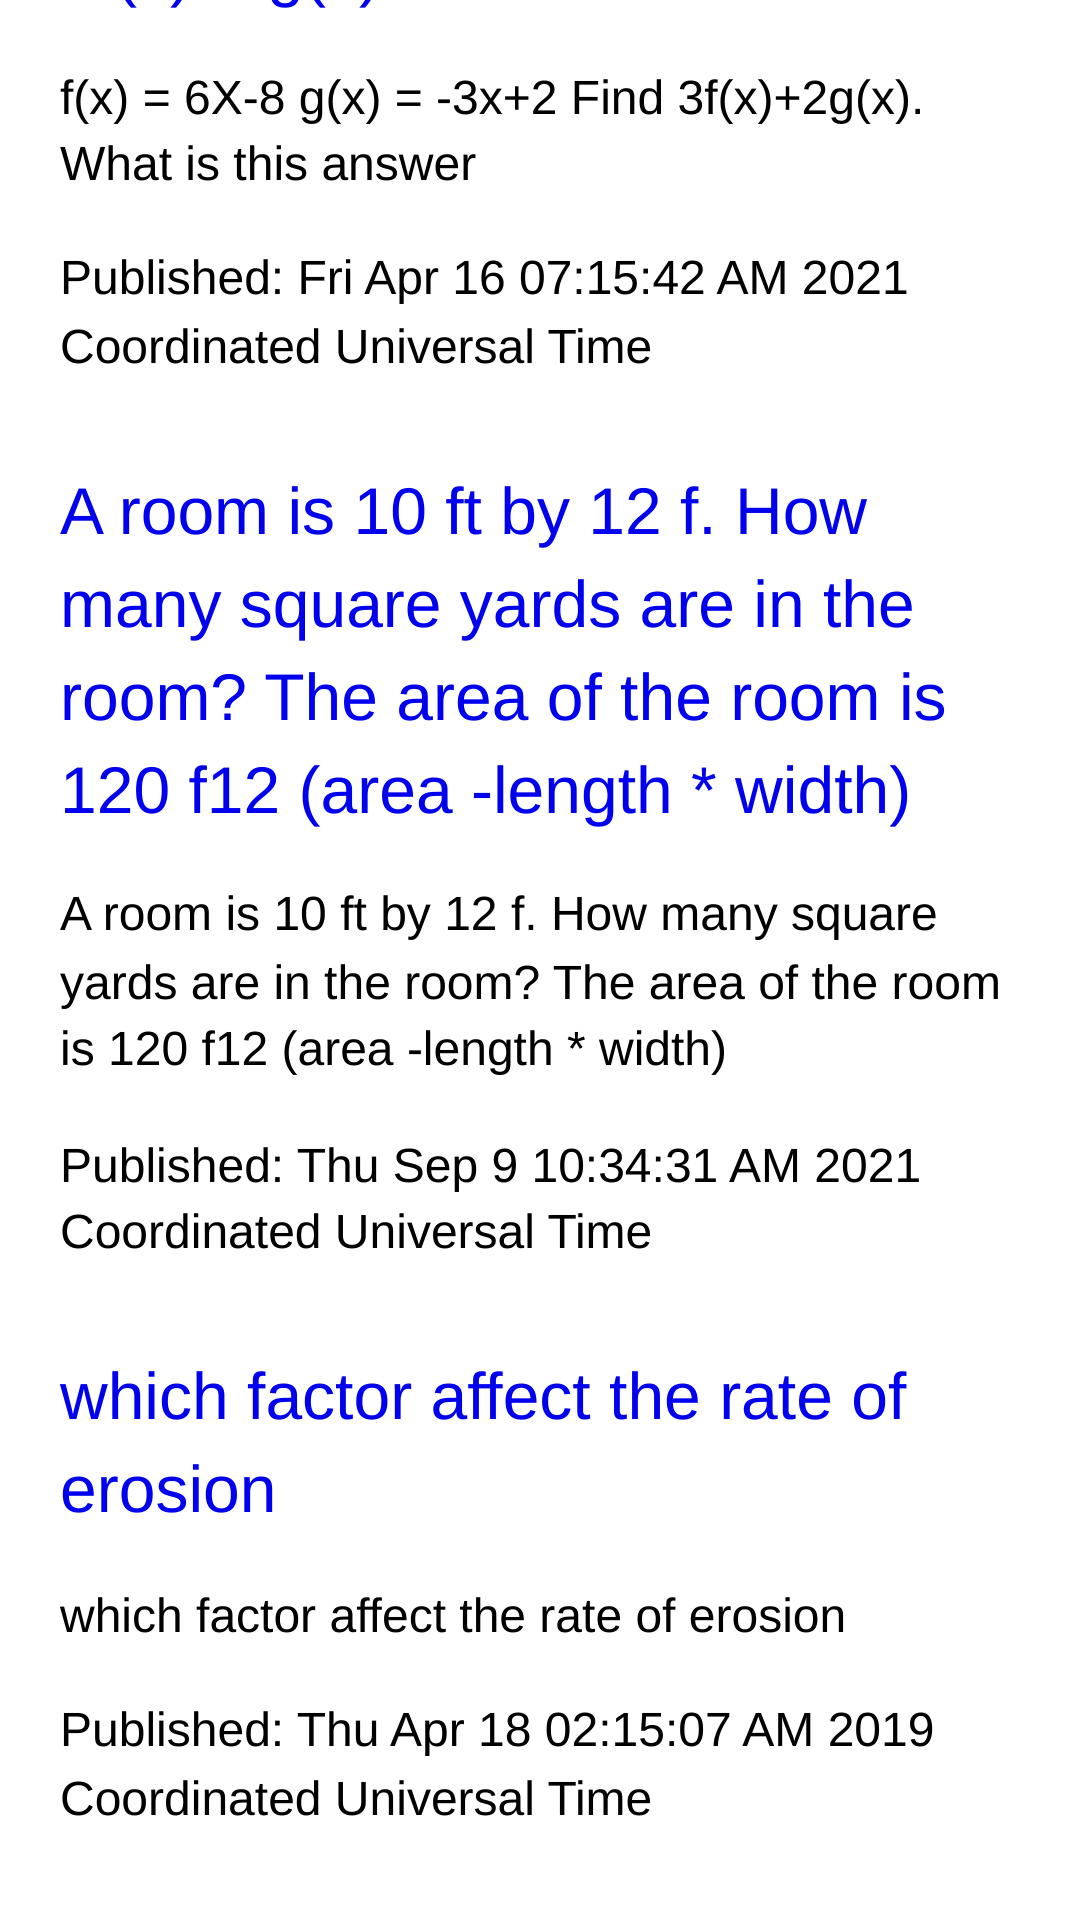 f(x) = 6X-8 g(x) = -3x+2 Find 3f(x)+2g(x).
What is this answer
Published: Fri Apr 16 07:15:42 AM 2021
Coordinated Universal Time
A room is 10 ft by 12 f. How
many square yards are in the
room? The area of the room is
120 f12 (area -length * width)
A room is 10 ft by 12 f. How many square
yards are in the room? The area of the room
is 120 f12 (area -length * width)
Published: Thu Sep 9 10:34:31 AM 2021
Coordinated Universal Time
which factor affect the rate of
erosion
which factor affect the rate of erosion
Published: Thu Apr 18 02:15:07 AM 2019
Coordinated Universal Time